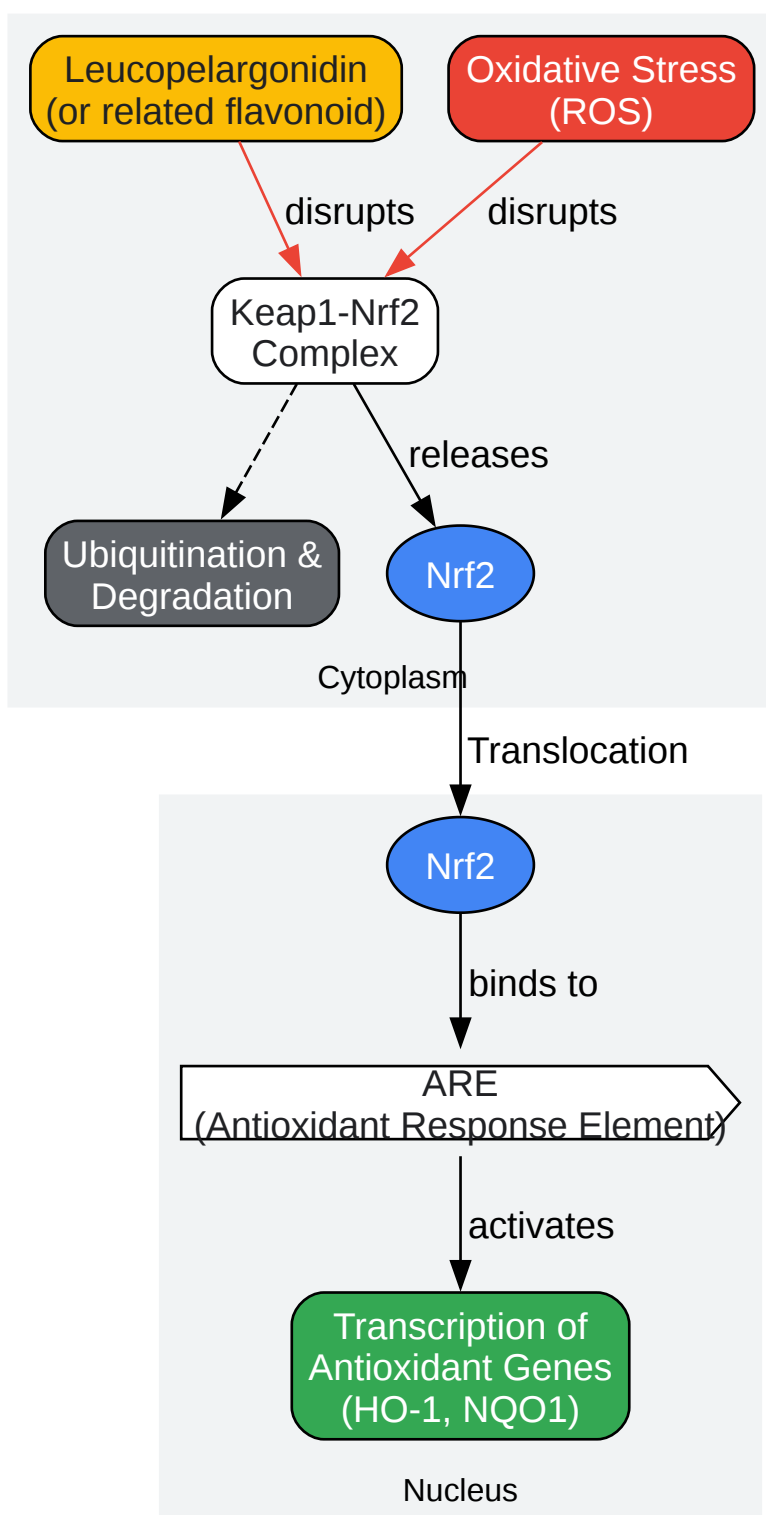 Leucopelargonidin
(or related flavonoid)
Oxidative Stress
(ROS)
disrupts
disrupts
Keap1-Nrf2
Complex
releases
Ubiquitination &
Degradation
Nrf2
Cytoplasm
Translocation
Nrf2
binds to
ARE
(Antioxidant Response Element)
activates
Transcription of
Antioxidant Genes
(HO-1, NQO1)
Nucleus